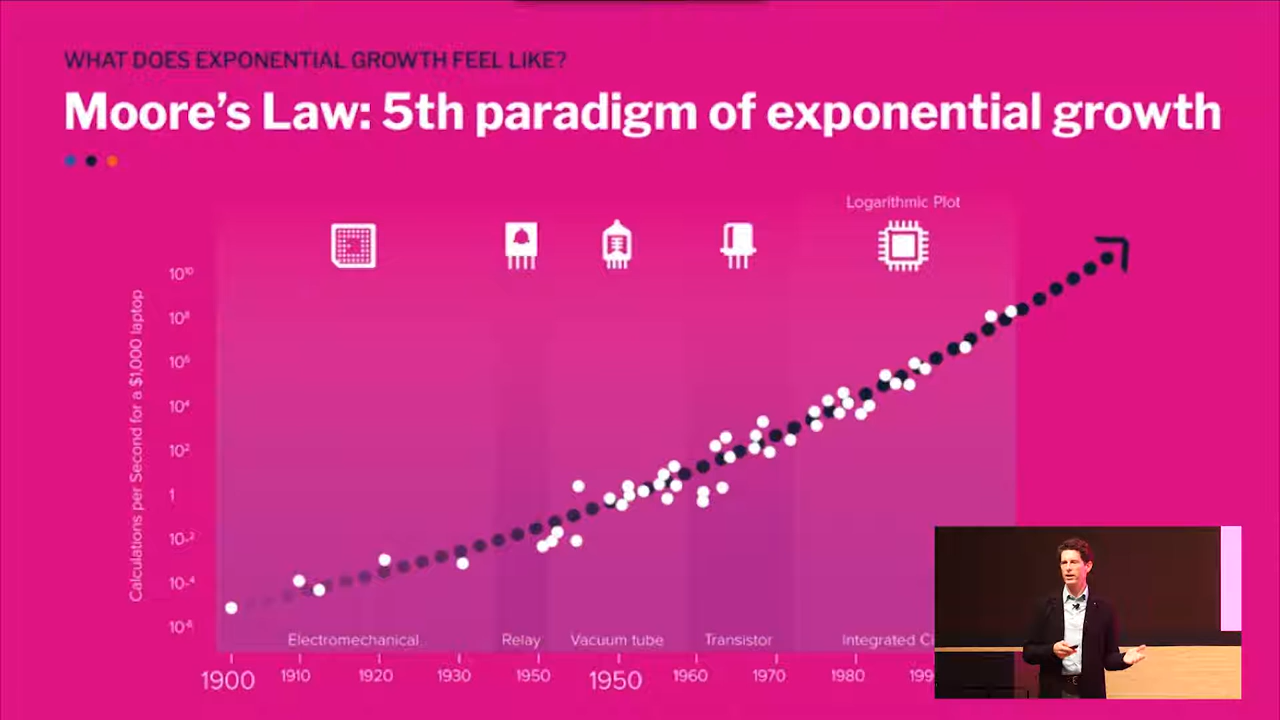 WHAT DOES EXPONENTIAL GROWTH FEEL LIKE?
Moore's Law: 5th paradigm of exponential growth
Logarithmic Plot
Calculations per Second for a $1,000 laptop
10¹⁰
10⁸
10⁶
10⁴
10²
1
10⁻²
10⁻⁴
10⁻⁶
Electromechanical Relay Vacuum tube Transistor Integrated
1900 1910 1920 1930 1950 1950 1960 1970 1980